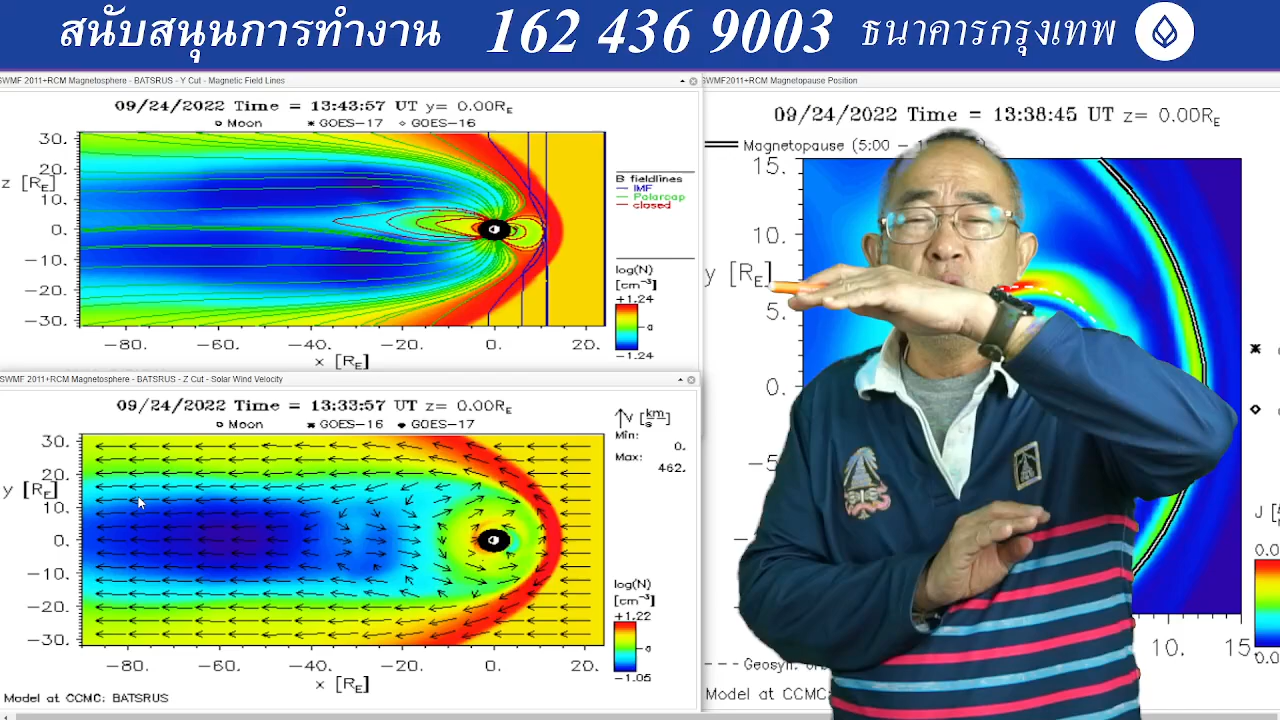 สนับสนุนการทำงาน 162 436 9003 ธนาคารกรุงเทพ
SWMF 2011+RCM Magnetosphere - BATSRUS - Y Cut - Magnetic Field Lines
09/24/2022 Time = 13:43:57 UT y= 0.00RE
Moon GOES-17 GOES-16
30.
20.
z [RE]
10.
0.
-10.
-20.
-30.
-80. -60. -40. -20. 0. 20.
x [RE]
B fieldlines
IMF
Polarcap
closed
log(N)
[cm-3]
+1.24
-1.24
SWMF 2011+RCM Magnetosphere - BATSRUS - Z Cut - Solar Wind Velocity
09/24/2022 Time = 13:33:57 UT z= 0.00RE
Moon GOES-16 GOES-17
30.
20.
y [RE]
10.
0.
-10.
-20.
-30.
-80. -60. -40. -20. 0. 20.
x [RE]
V [km/s]
Min:
0.
Max:
462.
log(N)
[cm-3]
+1.22
-1.05
Model at CCMC: BATSRUS
SWMF2011+RCM Magnetopause Position
09/24/2022 Time = 13:38:45 UT z= 0.00RE
Magnetopause (5:00 –
15.
10.
y [RE]
5.
0.
10. 15
J [
0.0
0.0
Geosyn.
Model at CCMC: